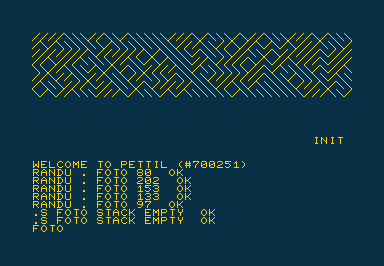 INIT
WELCOME TO PETTIL (#700251)
RANDU . FOTO 80  OK
RANDU . FOTO 202  OK
RANDU . FOTO 153  OK
RANDU . FOTO 133  OK
RANDU . FOTO 97  OK
.S FOTO STACK EMPTY  OK
.S FOTO STACK EMPTY  OK
FOTO